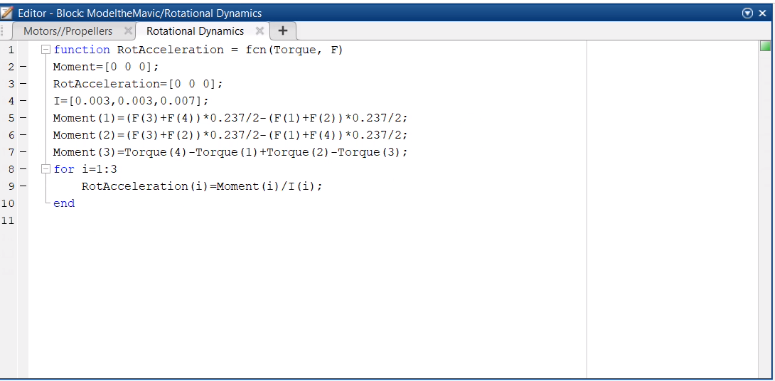 Editor - Block: ModeltheMavic/Rotational Dynamics
Motors//Propellers Rotational Dynamics
1 function RotAcceleration = fcn(Torque, F)
2 Moment=[0 0 0];
3 RotAcceleration=[0 0 0];
4 I=[0.003,0.003,0.007];
5 Moment(1)=(F(3)+F(4))*0.237/2-(F(1)+F(2))*0.237/2;
6 Moment(2)=(F(3)+F(2))*0.237/2-(F(1)+F(4))*0.237/2;
7 Moment(3)=Torque(4)-Torque(1)+Torque(2)-Torque(3);
8 for i=1:3
9 RotAcceleration(i)=Moment(i)/I(i);
10 end
11